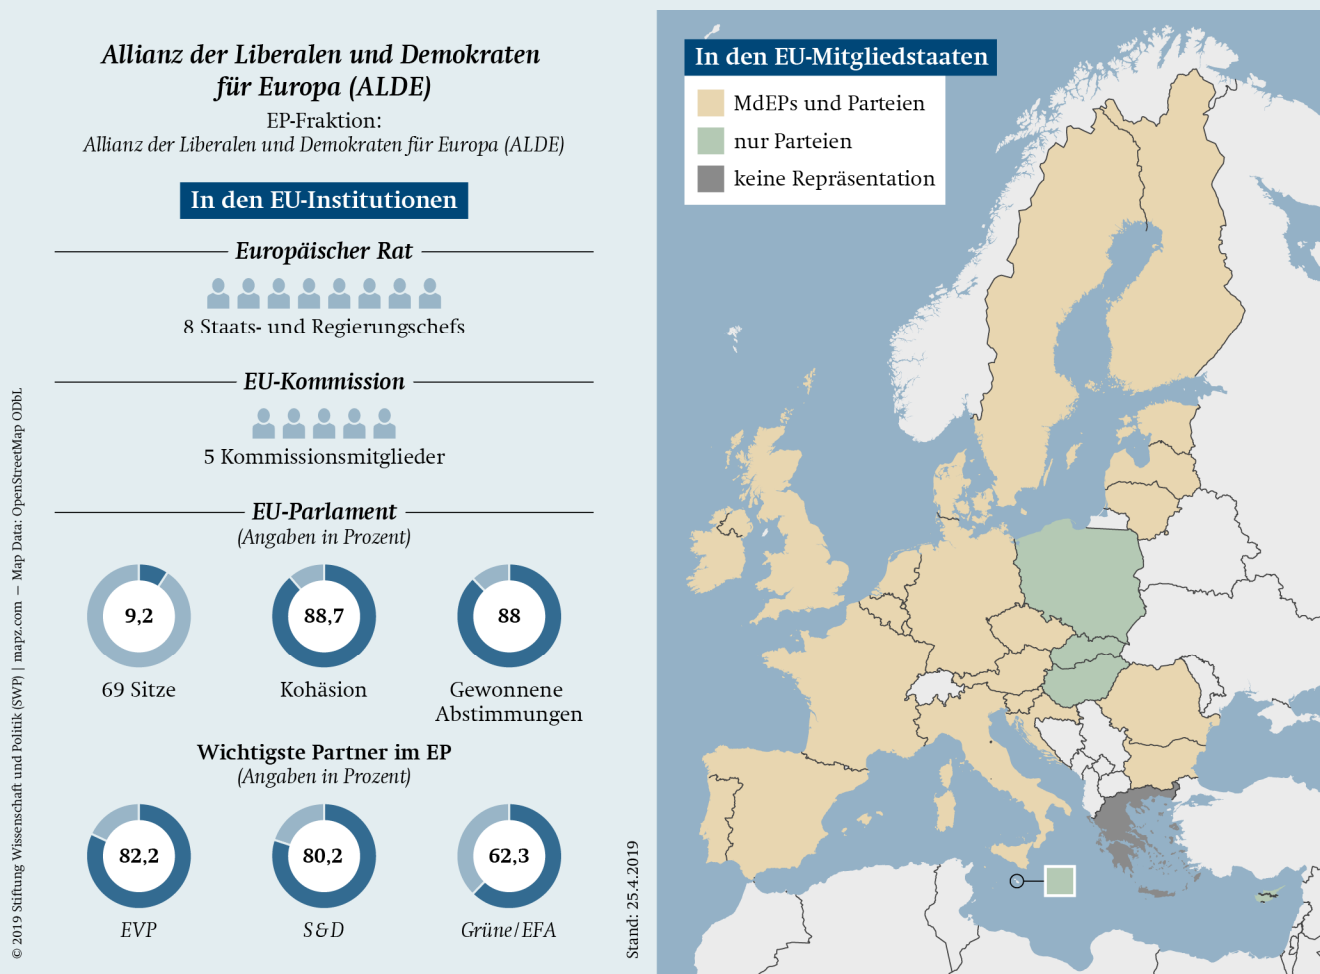 Allianz der Liberalen und Demokraten
für Europa (ALDE)
EP-Fraktion:
Allianz der Liberalen und Demokraten für Europa (ALDE)
In den EU-Institutionen
Europäischer Rat
8 Staats- und Regierungschefs
EU-Kommission
5 Kommissionsmitglieder
EU-Parlament
(Angaben in Prozent)
9,2
88,7
88
69 Sitze
Kohäsion
Gewonnene
Abstimmungen
Wichtigste Partner im EP
(Angaben in Prozent)
82,2
80,2
62,3
EVP
S&D
Grüne/EFA
© 2019 Stiftung Wissenschaft und Politik (SWP) | mapz.com – Map Data: OpenStreetMap ODbL
Stand: 25.4.2019
In den EU-Mitgliedstaaten
MdEPs und Parteien
nur Parteien
keine Repräsentation